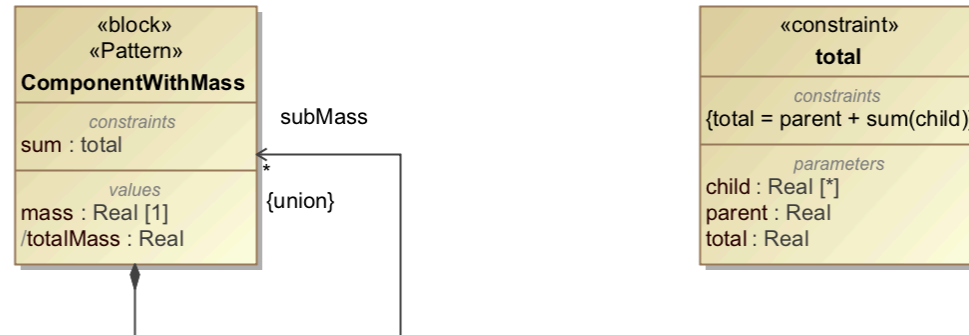 «block»
«Pattern»
ComponentWithMass
constraints
sum : total
values
mass : Real [1]
/totalMass : Real
subMass
*
{union}
«constraint»
total
constraints
{total = parent + sum(child)}
parameters
child : Real [*]
parent : Real
total : Real